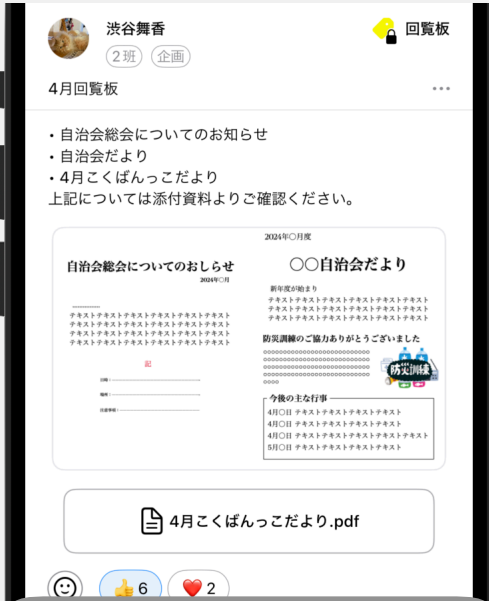 渋谷舞香
回覧板
2班 企画
4月回覧板
・自治会総会についてのお知らせ
・自治会だより
・4月こくばんっこだより
上記については添付資料よりご確認ください。
自治会総会についてのおしらせ
2024年〇月
テキストテキストテキストテキストテキストテキスト
テキストテキストテキストテキストテキストテキスト
テキストテキストテキストテキストテキストテキスト
テキストテキストテキストテキストテキストテキスト
記
日時：
場所：
注意事項：
2024年〇月度
〇〇自治会だより
新年度が始まり
テキストテキストテキストテキストテキストテキスト
テキストテキストテキストテキストテキストテキスト
テキストテキストテキストテキストテキストテキスト
防災訓練のご協力ありがとうございました
防災訓練
今後の主な行事
4月〇日 テキストテキストテキストテキスト
4月〇日 テキストテキストテキストテキスト
4月〇日 テキストテキストテキストテキストテキスト
5月〇日 テキストテキストテキストテキスト
4月こくばんっこだより.pdf
6
2